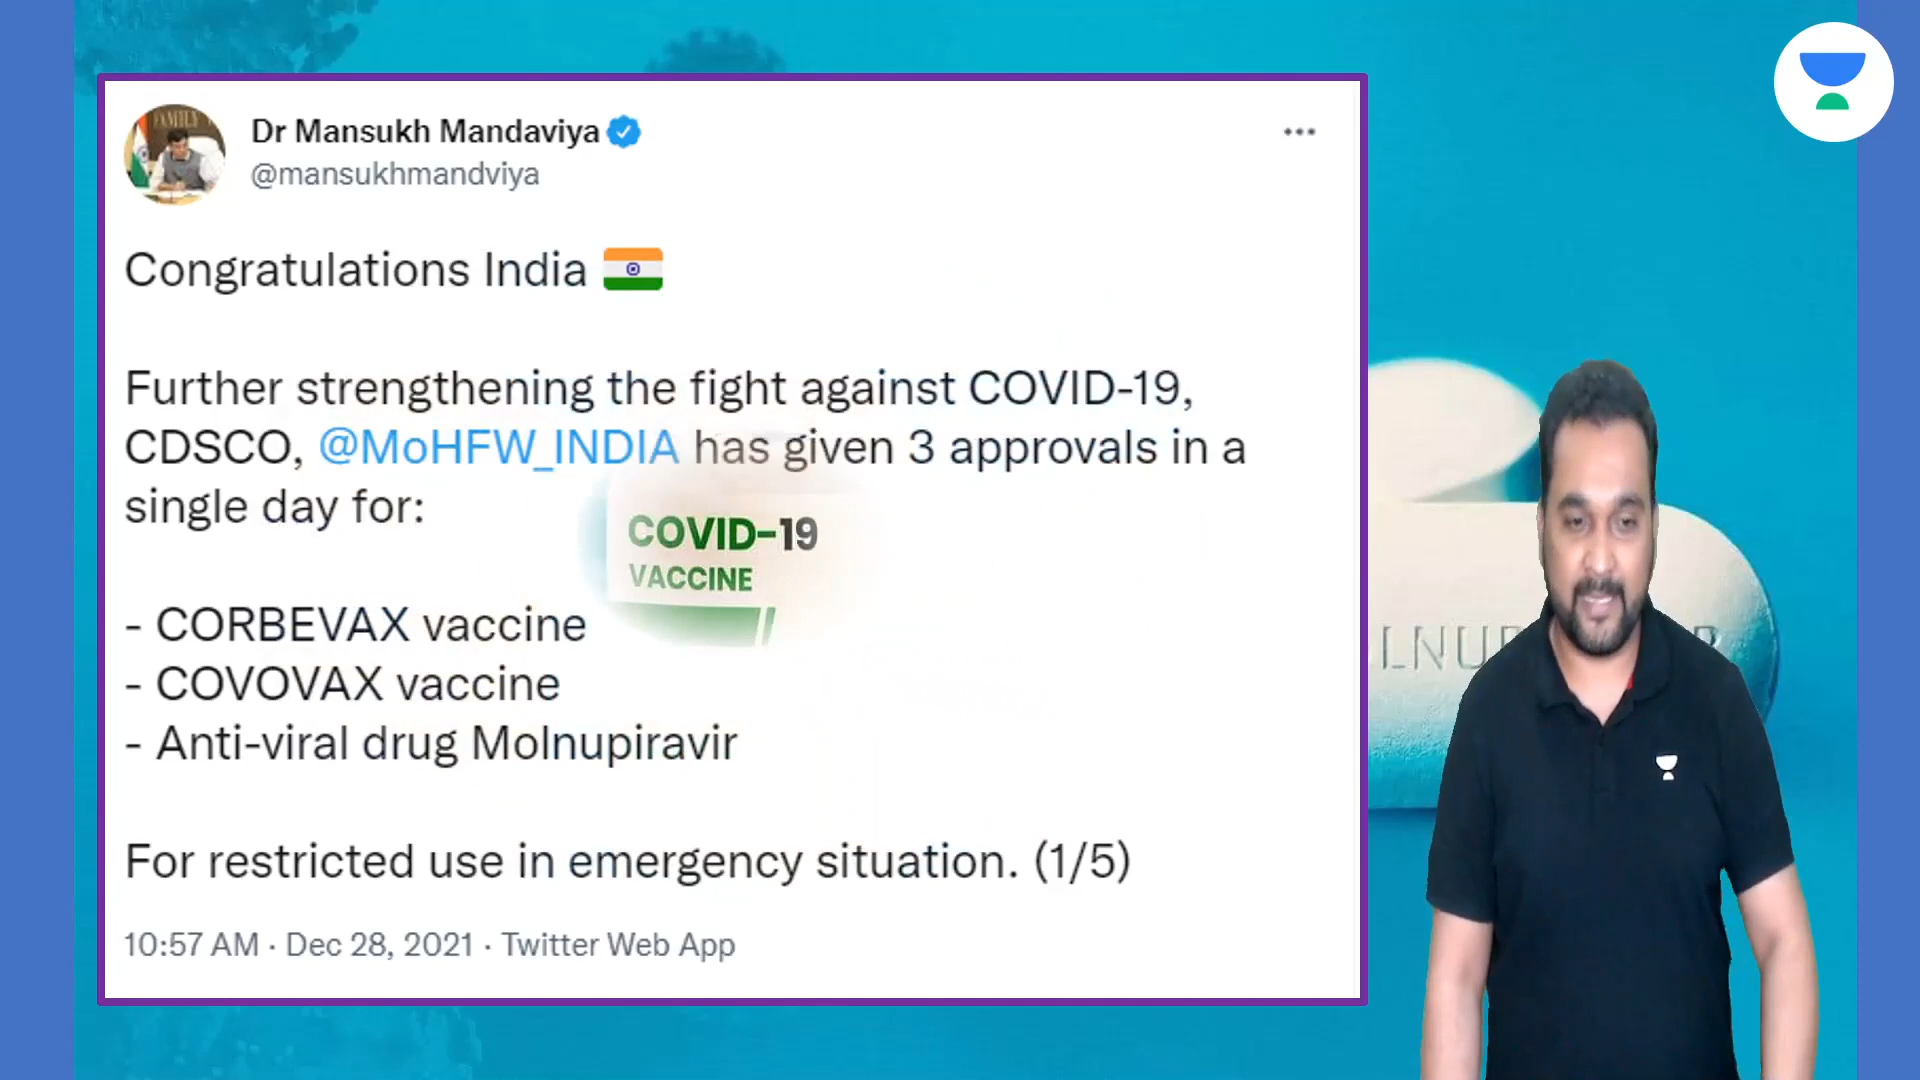 Dr Mansukh Mandaviya
@mansukhmandviya
Congratulations India
Further strengthening the fight against COVID-19,
CDSCO, @MoHFW_INDIA has given 3 approvals in a
single day for:
COVID-19
VACCINE
- CORBEVAX vaccine
- COVOVAX vaccine
- Anti-viral drug Molnupiravir
For restricted use in emergency situation. (1/5)
10:57 AM · Dec 28, 2021 · Twitter Web App